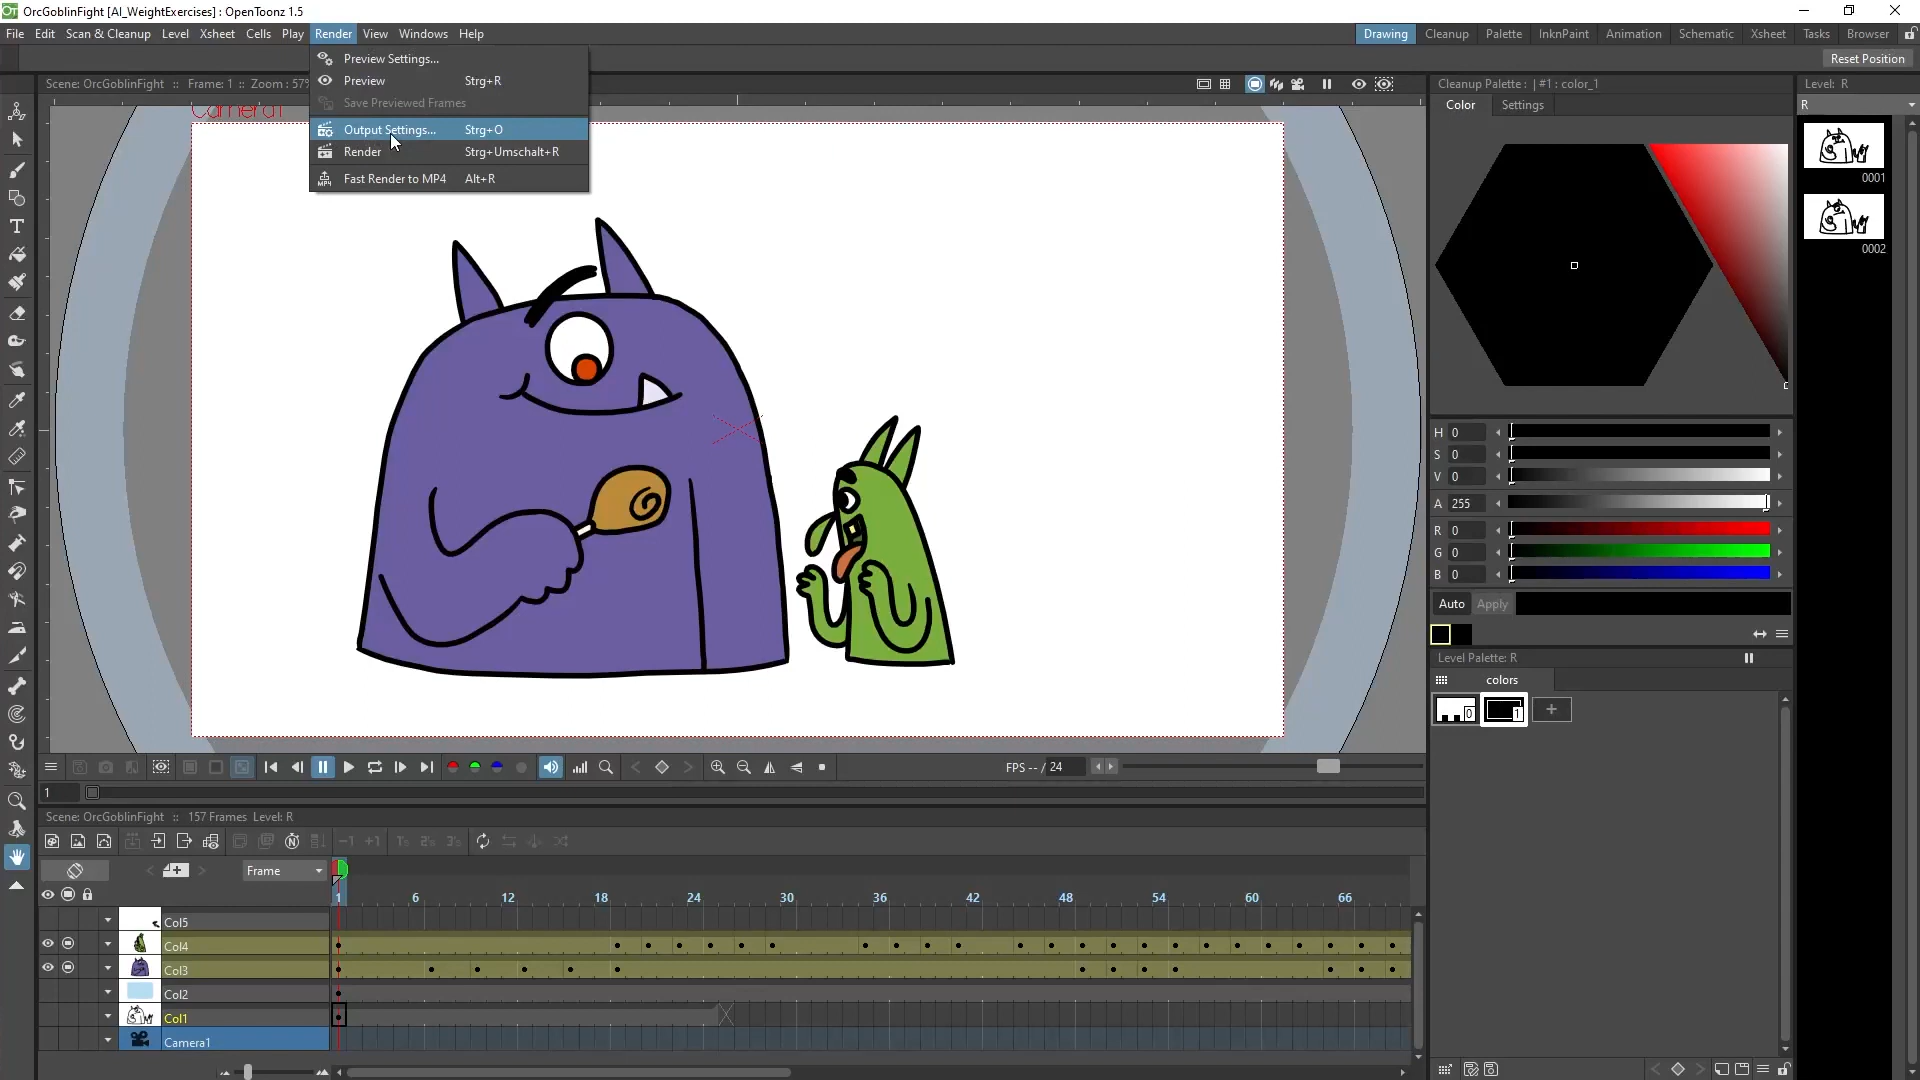 OrcGoblinFight [AI_WeightExercises] : OpenToonz 1.5
File Edit Scan & Cleanup Level Xsheet Cells Play Render View Windows Help
Drawing Cleanup Palette InknPaint Animation Schematic Xsheet Tasks Browser
Reset Position
Preview Settings...
Preview Strg+R
Save Previewed Frames
Output Settings... Strg+O
Render Strg+Umschalt+R
Fast Render to MP4 Alt+R
Scene: OrcGoblinFight :: Frame: 1 :: Zoom : 57%
Camera1
Cleanup Palette : | #1 : color_1
Color Settings
H 0
S 0
V 0
A 255
R 0
G 0
B 0
Auto Apply
Level Palette: R
colors
0 1 +
Level: R
R
0001
0002
FPS -- / 24
1
Scene: OrcGoblinFight :: 157 Frames Level: R
-1 +1 1's 2's 3's
Frame
1 6 12 18 24 30 36 42 48 54 60 66
Col5
Col4
Col3
Col2
Col1
Camera1